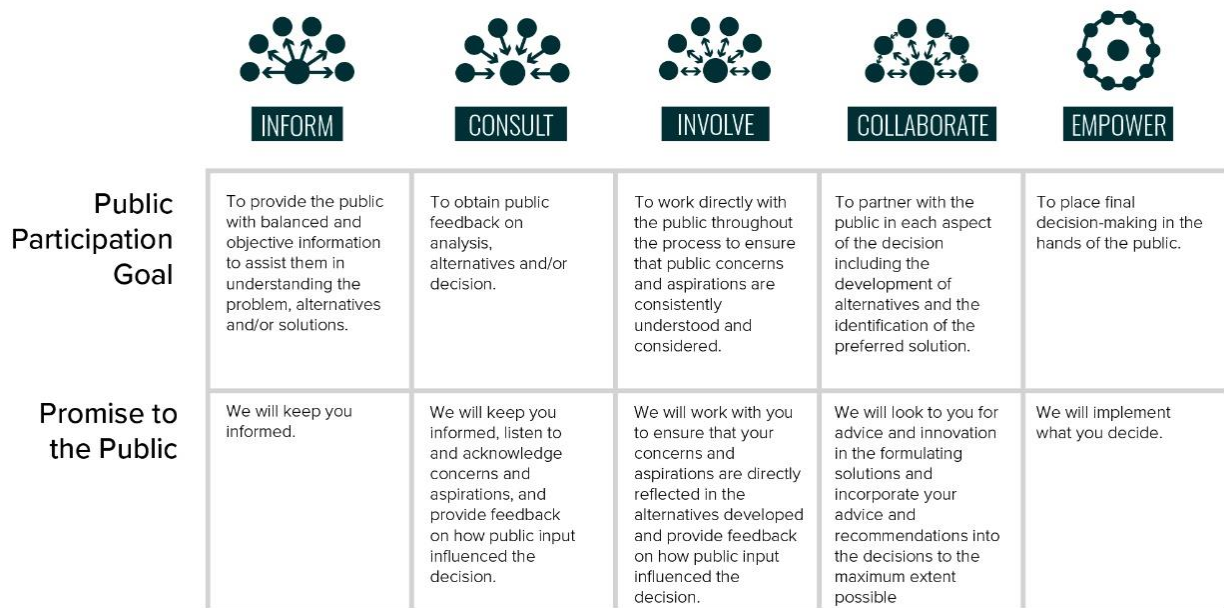 INFORM
CONSULT
INVOLVE
COLLABORATE
EMPOWER
Public
Participation
Goal
To provide the public
with balanced and
objective information
to assist them in
understanding the
problem, alternatives
and/or solutions.
To obtain public
feedback on
analysis,
alternatives and/or
decision.
To work directly with
the public throughout
the process to ensure
that public concerns
and aspirations are
consistently
understood and
considered.
To partner with the
public in each aspect
of the decision
including the
development of
alternatives and the
identification of the
preferred solution.
To place final
decision-making in the
hands of the public.
Promise to
the Public
We will keep you
informed.
We will keep you
informed, listen to
and acknowledge
concerns and
aspirations, and
provide feedback
on how public input
influenced the
decision.
We will work with you
to ensure that your
concerns and
aspirations are directly
reflected in the
alternatives developed
and provide feedback
on how public input
influenced the
decision.
We will look to you for
advice and innovation
in the formulating
solutions and
incorporate your
advice and
recommendations into
the decisions to the
maximum extent
possible
We will implement
what you decide.